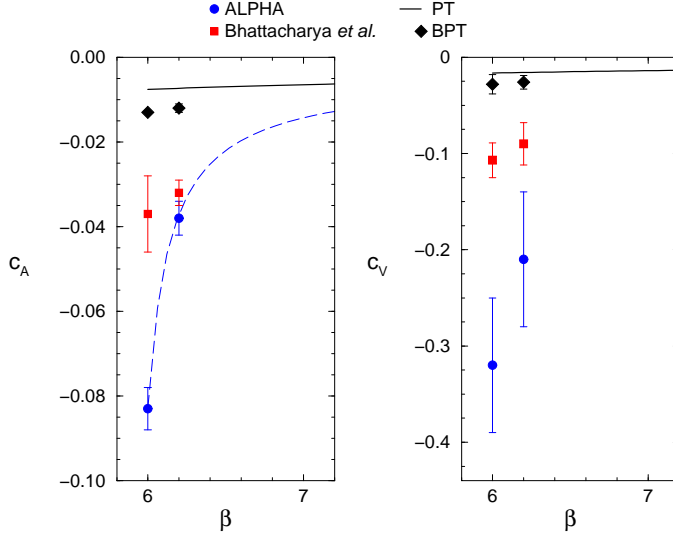 ALPHA PT
Bhattacharya et al. BPT
0.00 0
−0.02 −0.1
−0.04 −0.2
c_A c_V
−0.06 −0.3
−0.08 −0.4
−0.10
6 7 6 7
β β